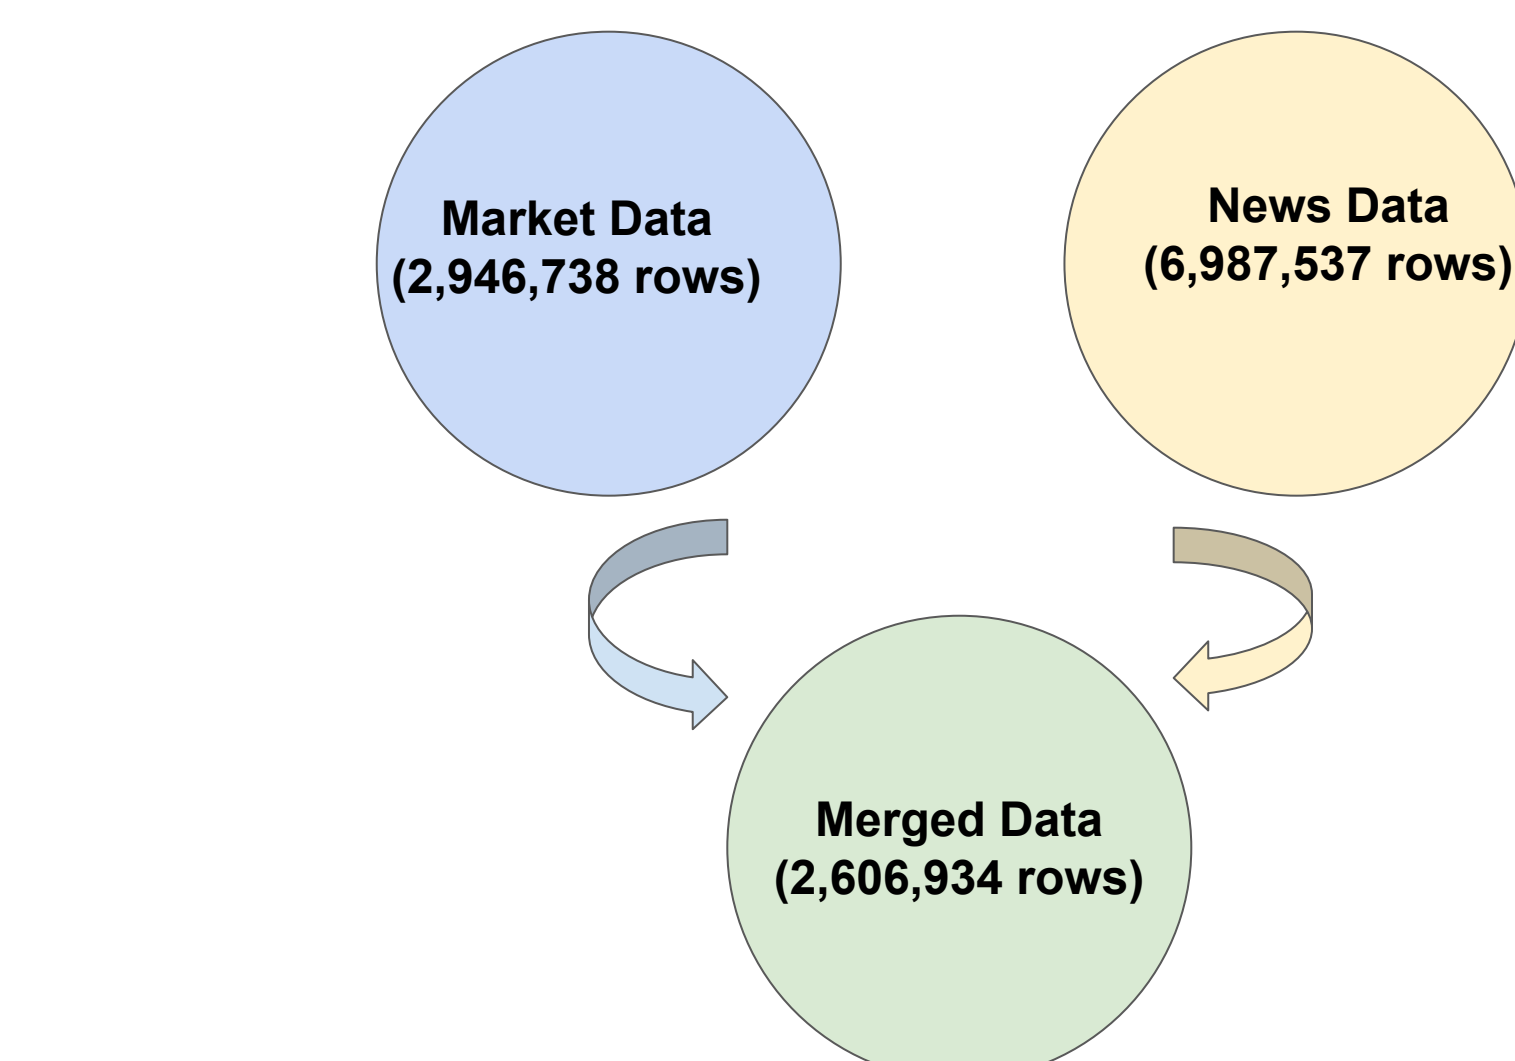 Market Data
(2,946,738 rows)
News Data
(6,987,537 rows)
Merged Data
(2,606,934 rows)